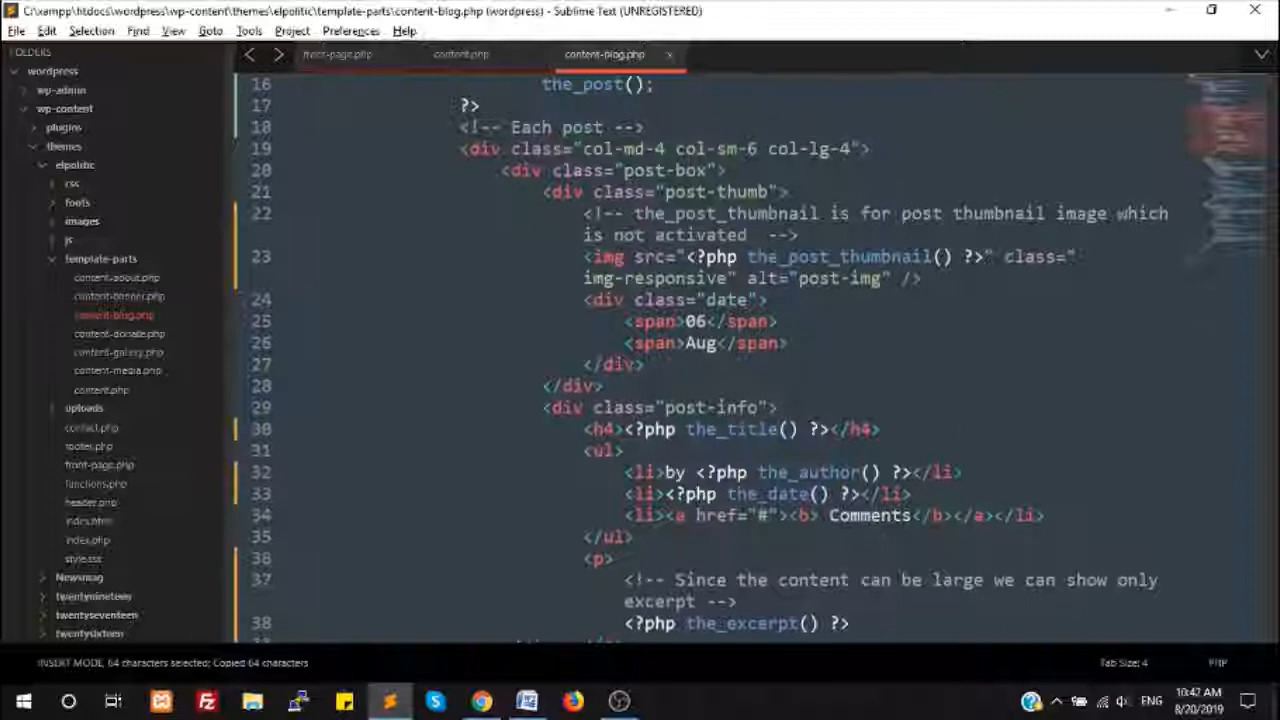 C:\xampp\htdocs\wordpress\wp-content\themes\elpolitic\template-parts\content-blog.php (wordpress) - Sublime Text (UNREGISTERED)
File Edit Selection Find View Goto Tools Project Preferences Help
FOLDERS
wordpress
wp-admin
wp-content
plugins
themes
elpolitic
css
fonts
images
js
template-parts
content-about.php
content-banner.php
content-blog.php
content-donate.php
content-gallery.php
content-media.php
content.php
uploads
contact.php
footer.php
front-page.php
functions.php
header.php
index.html
index.php
style.css
Newsmag
twentynineteen
twentyseventeen
twentysixteen
front-page.php content.php content-blog.php ×
16 the_post();
17 ?>
18 <!-- Each post -->
19 <div class="col-md-4 col-sm-6 col-lg-4">
20 <div class="post-box">
21 <div class="post-thumb">
22 <!-- the_post_thumbnail is for post thumbnail image which
is not activated -->
23 <img src="<?php the_post_thumbnail() ?>" class="
img-responsive" alt="post-img" />
24 <div class="date">
25 <span>06</span>
26 <span>Aug</span>
27 </div>
28 </div>
29 <div class="post-info">
30 <h4><?php the_title() ?></h4>
31 <ul>
32 <li>by <?php the_author() ?></li>
33 <li><?php the_date() ?></li>
34 <li><a href="#"><b> Comments</b></a></li>
35 </ul>
36 <p>
37 <!-- Since the content can be large we can show only
excerpt -->
38 <?php the_excerpt() ?>
INSERT MODE, 64 characters selected; Copied 64 characters Tab Size: 4 PHP
ENG
10:42 AM
8/20/2019